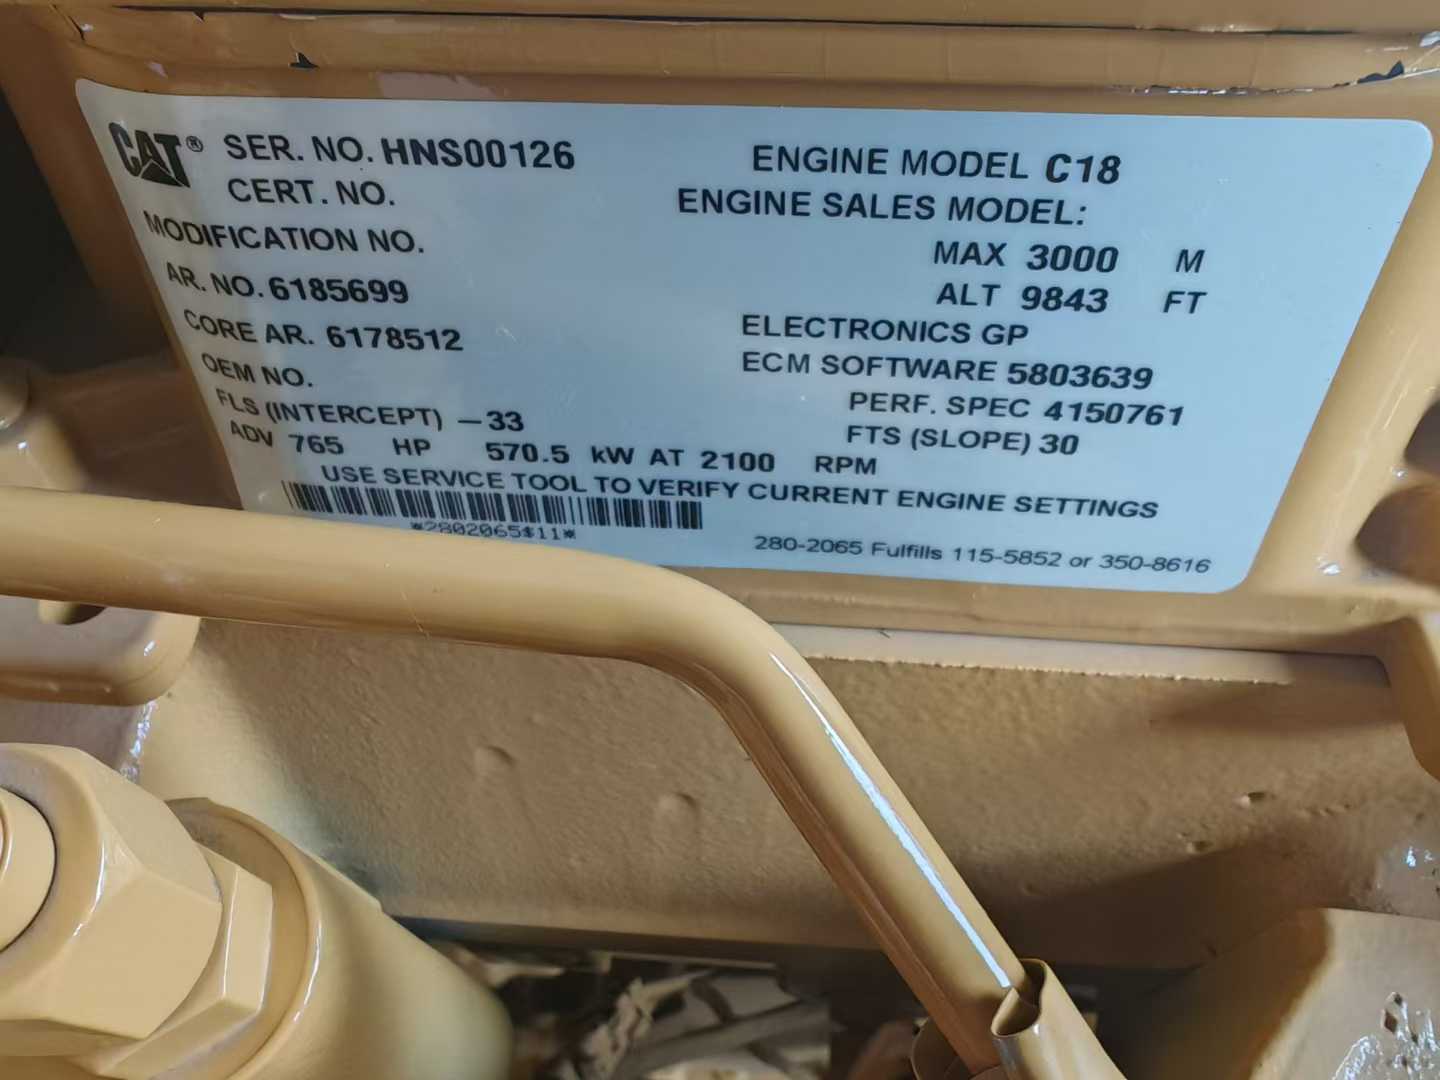 CAT® SER. NO. HNS00126 ENGINE MODEL C18
CERT. NO. ENGINE SALES MODEL:
MODIFICATION NO. MAX 3000 M
AR. NO. 6185699 ALT 9843 FT
CORE AR. 6178512 ELECTRONICS GP
OEM NO. ECM SOFTWARE 5803639
FLS (INTERCEPT) -33 PERF. SPEC 4150761
ADV 765 HP 570.5 kW AT 2100 RPM FTS (SLOPE) 30
USE SERVICE TOOL TO VERIFY CURRENT ENGINE SETTINGS
*2802065$11*
280-2065 Fulfills 115-5852 or 350-8616